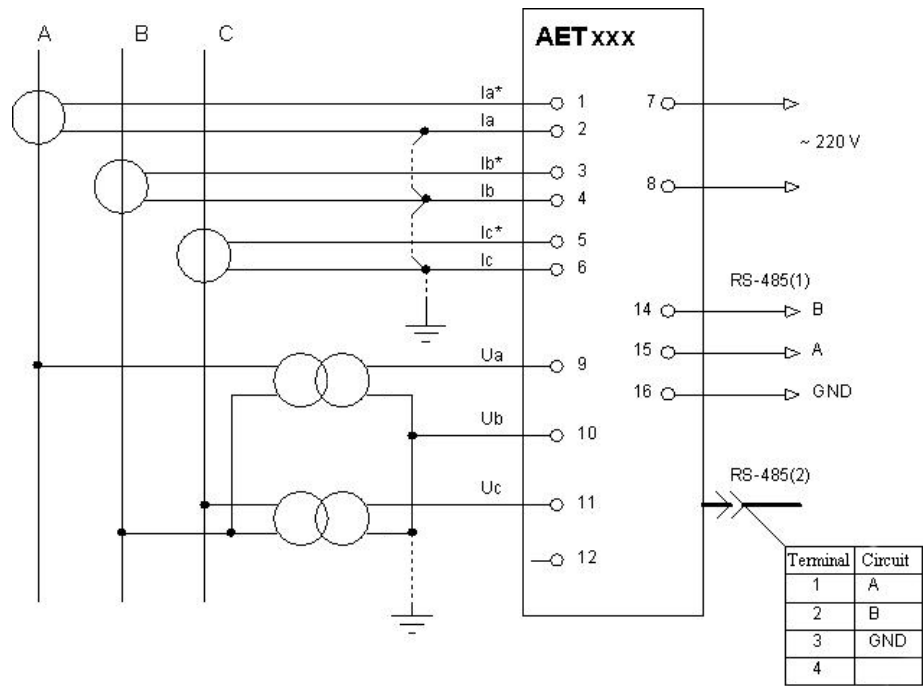 A B C
AET xxx
Ia* 1 7
Ia 2
~ 220 V
Ib* 3
Ib 4 8
Ic* 5
Ic 6
RS-485(1)
14 B
15 A
Ua 9
16 GND
Ub 10
RS-485(2)
Uc 11
12
Terminal Circuit
1 A
2 B
3 GND
4